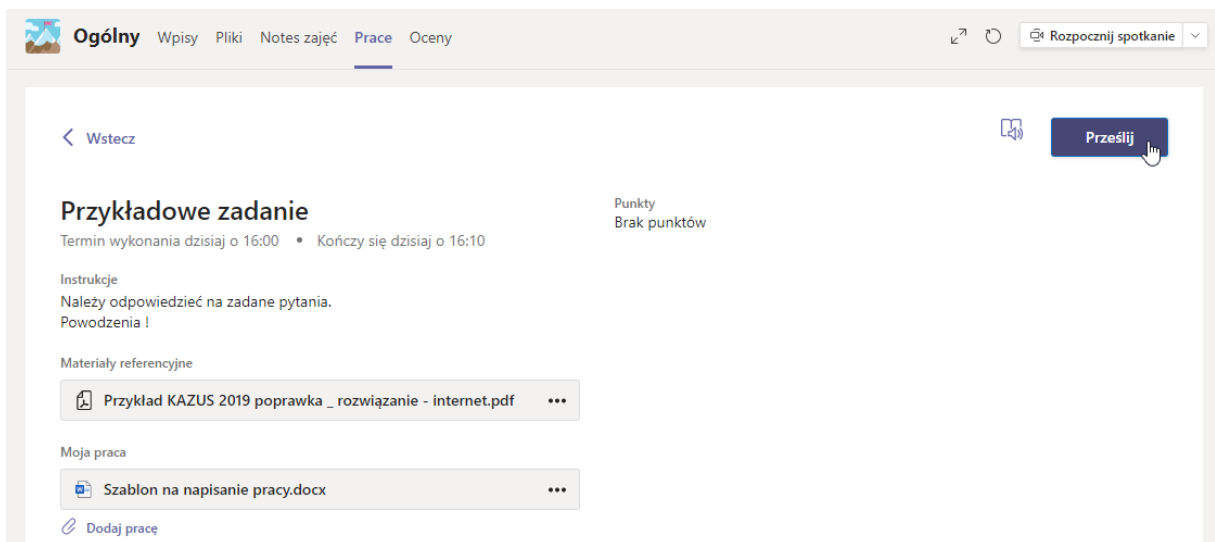 Ogólny Wpisy Pliki Notes zajęć Prace Oceny Rozpocznij spotkanie
Wstecz
Prześlij
Przykładowe zadanie
Termin wykonania dzisiaj o 16:00 • Kończy się dzisiaj o 16:10
Punkty
Brak punktów
Instrukcje
Należy odpowiedzieć na zadane pytania.
Powodzenia !
Materiały referencyjne
Przykład KAZUS 2019 poprawka _ rozwiązanie - internet.pdf
Moja praca
Szablon na napisanie pracy.docx
Dodaj pracę